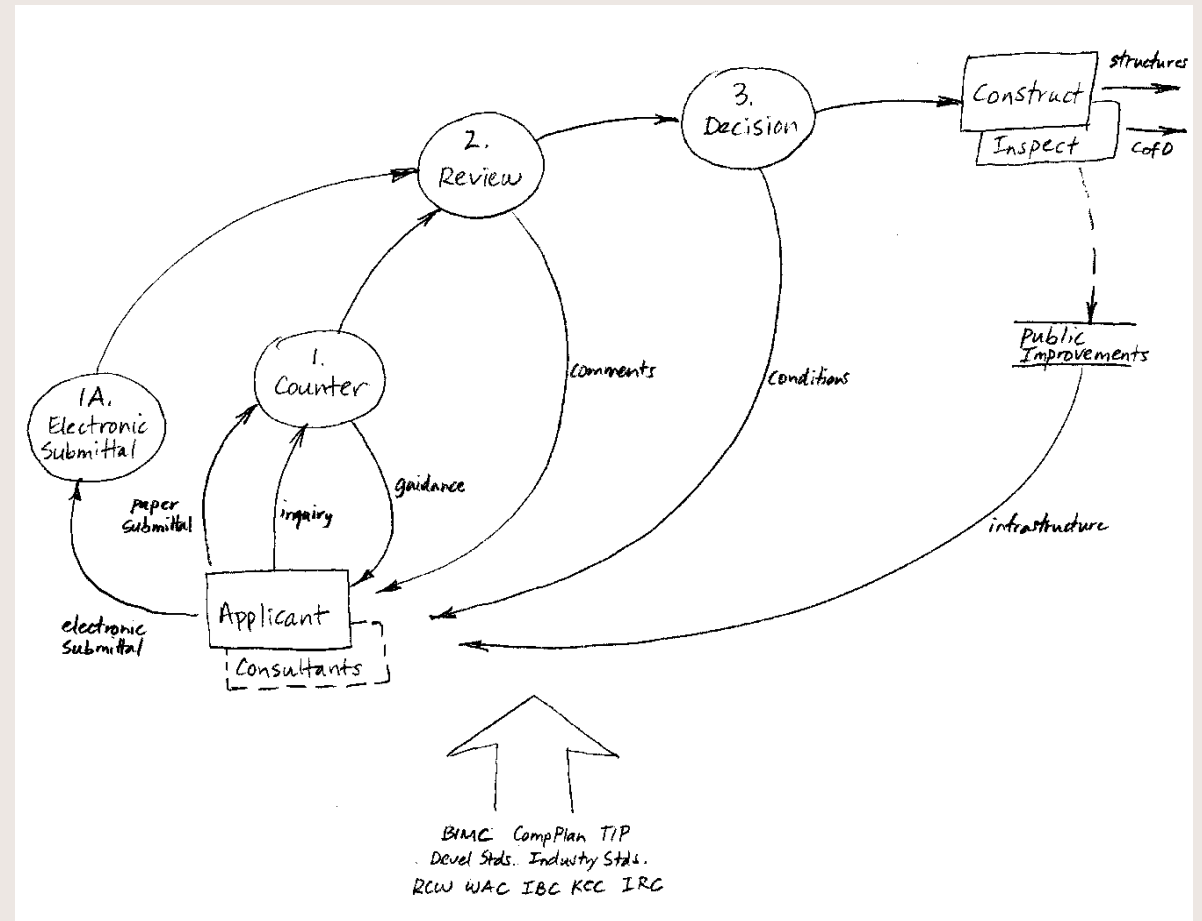 structures
Construct
Inspect
CofO
3.
Decision
2.
Review
Public
Improvements
1.
Counter
comments
conditions
1A.
Electronic
Submittal
guidance
paper
submittal
inquiry
infrastructure
Applicant
electronic
submittal
Consultants
BIMC CompPlan TIP
Devel Stds. Industry Stds.
RCW WAC IBC KCC IRC